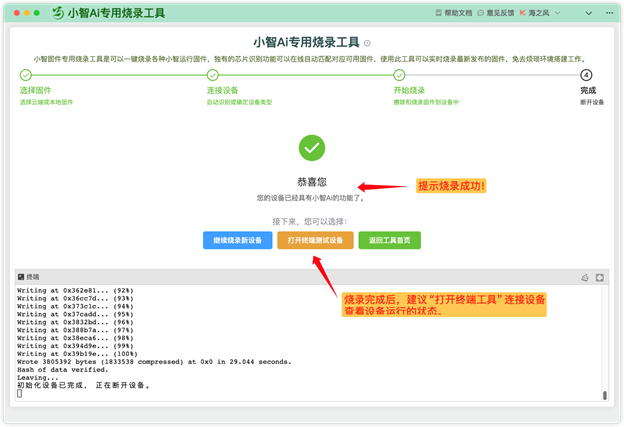 小智Ai专用烧录工具
帮助文档 意见反馈 海之风
小智Ai专用烧录工具
小智固件专用烧录工具是可以一键烧录各种小智运行固件，独有的芯片识别功能可以在线自动匹配对应可用固件，使用此工具可以实时烧录最新发布的固件，免去烦琐环境搭建工作。
4
选择固件 连接设备 开始烧录 完成
选择云端或本地固件 自动识别或确定设备类型 擦除和烧录固件到设备中 断开设备
恭喜您
提示烧录成功!
您的设备已经具有小智Ai的功能了。
接下来，您可以选择：
继续烧录新设备 打开终端测试设备 返回工具首页
终端
烧录完成后，建议“打开终端工具”连接设备
查看设备运行的状态。
Writing at 0x362e81... (92%)
Writing at 0x36cc7d... (93%)
Writing at 0x373c1c... (94%)
Writing at 0x37cadd... (95%)
Writing at 0x3832bd... (96%)
Writing at 0x388b7a... (97%)
Writing at 0x38eca6... (98%)
Writing at 0x394d9e... (99%)
Writing at 0x39b19e... (100%)
Wrote 3805392 bytes (1833538 compressed) at 0x0 in 29.044 seconds.
Hash of data verified.
Leaving...
初始化设备已完成， 正在断开设备。